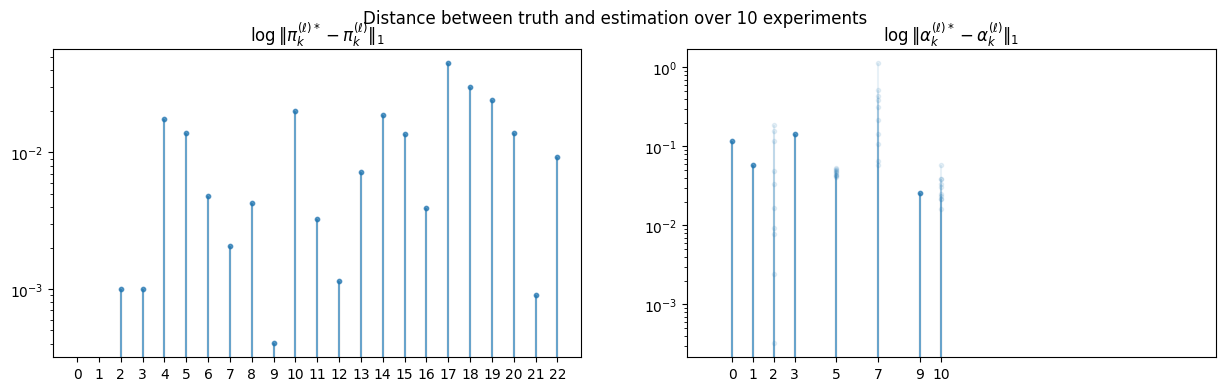 Distance between truth and estimation over 10 experiments
log ‖π_k^{(ℓ)*} − π_k^{(ℓ)}‖_1
10^{−2}
10^{−3}
0 1 2 3 4 5 6 7 8 9 10 11 12 13 14 15 16 17 18 19 20 21 22
log ‖α_k^{(ℓ)*} − α_k^{(ℓ)}‖_1
10^{0}
10^{−1}
10^{−2}
10^{−3}
0 1 2 3 5 7 9 10